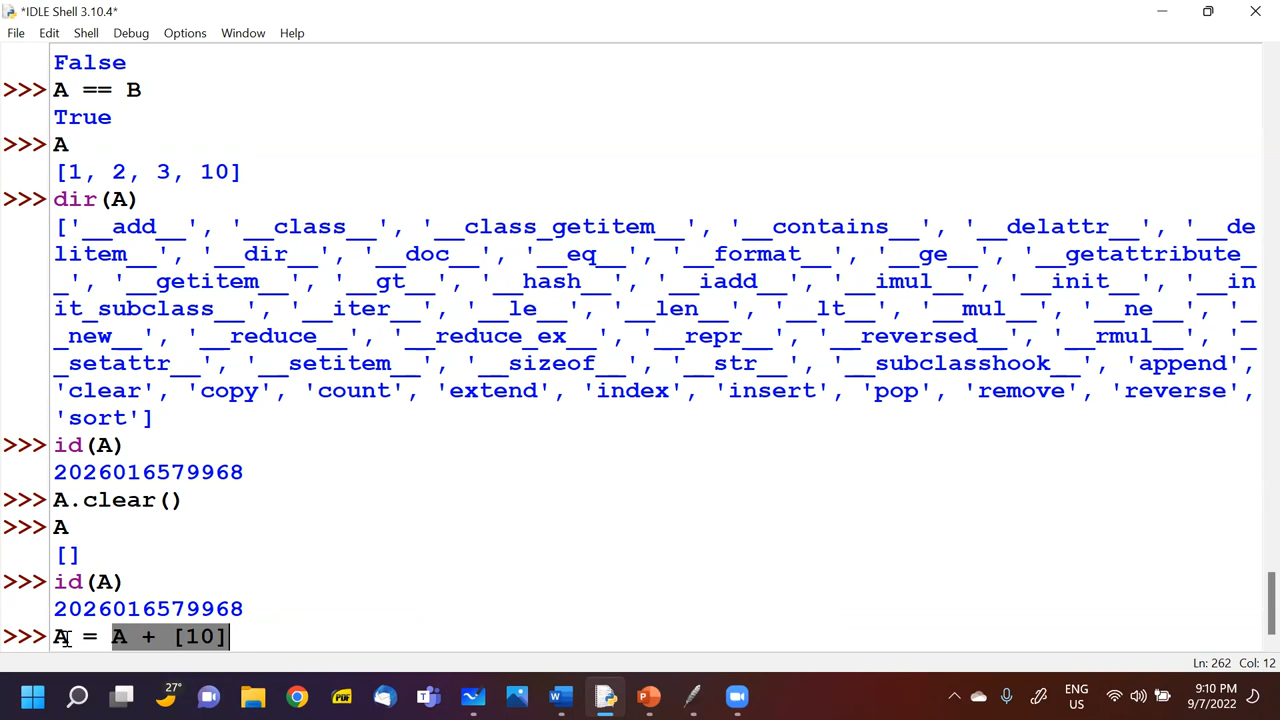 *IDLE Shell 3.10.4*
File Edit Shell Debug Options Window Help
False
>>> A == B
True
>>> A
[1, 2, 3, 10]
>>> dir(A)
['__add__', '__class__', '__class_getitem__', '__contains__', '__delattr__', '__de
litem__', '__dir__', '__doc__', '__eq__', '__format__', '__ge__', '__getattribute_
_', '__getitem__', '__gt__', '__hash__', '__iadd__', '__imul__', '__init__', '__in
it_subclass__', '__iter__', '__le__', '__len__', '__lt__', '__mul__', '__ne__', '_
_new__', '__reduce__', '__reduce_ex__', '__repr__', '__reversed__', '__rmul__', '_
_setattr__', '__setitem__', '__sizeof__', '__str__', '__subclasshook__', 'append',
'clear', 'copy', 'count', 'extend', 'index', 'insert', 'pop', 'remove', 'reverse',
'sort']
>>> id(A)
2026016579968
>>> A.clear()
>>> A
[]
>>> id(A)
2026016579968
>>> A = A + [10]
Ln: 262 Col: 12
27°
PDF
ENG
US
9:10 PM
9/7/2022